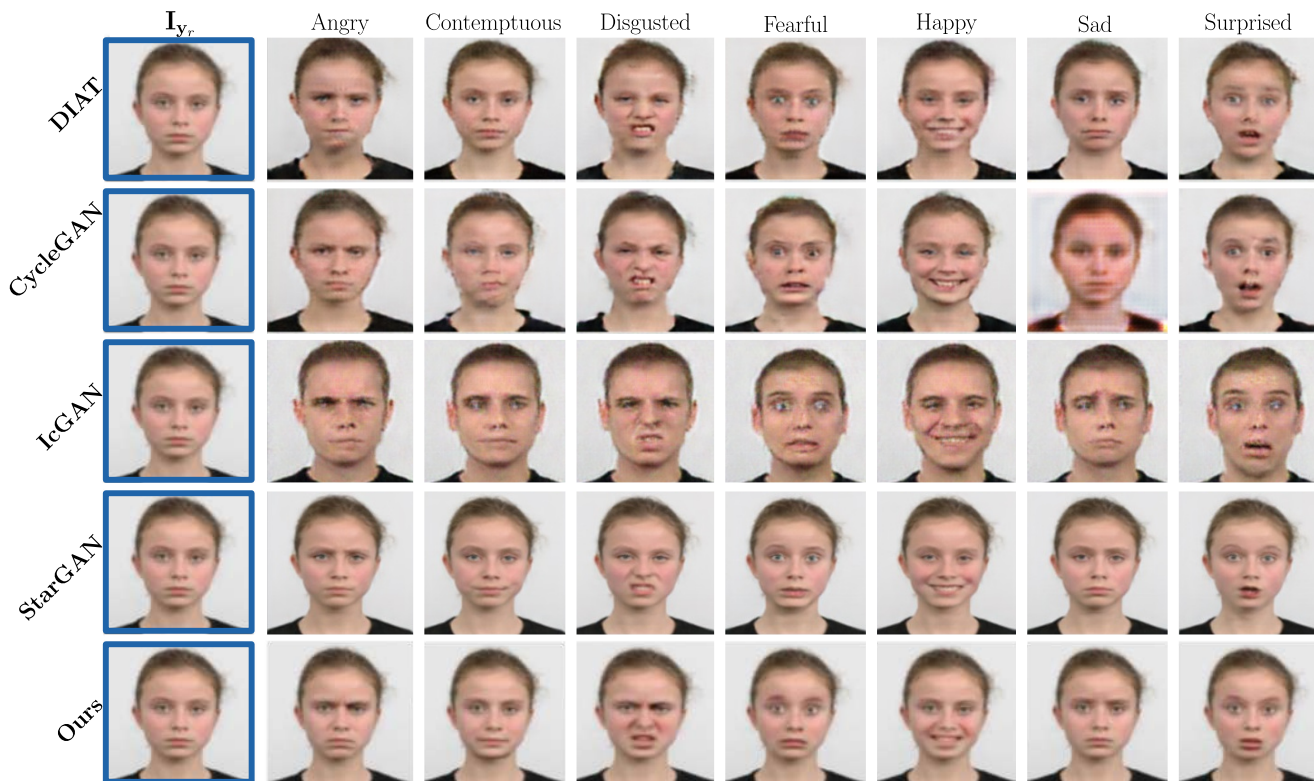 I_{y_r} Angry Contemptuous Disgusted Fearful Happy Sad Surprised
DIAT
CycleGAN
IcGAN
StarGAN
Ours